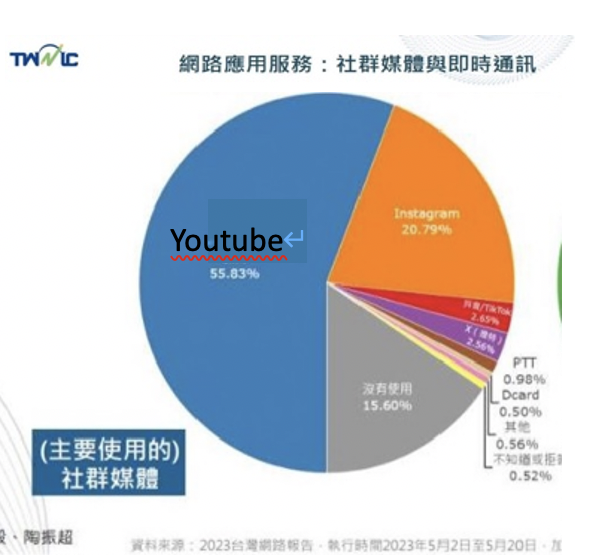 TWNIC
網路應用服務：社群媒體與即時通訊
Instagram
20.79%
Youtube
55.83%
抖音/TikTok
2.65%
X（推特）
2.56%
PTT
0.98%
Dcard
0.50%
其他
0.56%
不知道或拒
0.52%
沒有使用
15.60%
(主要使用的)
社群媒體
、陶振超
資料來源：2023台灣網路報告，執行時間2023年5月2日至5月20日，加